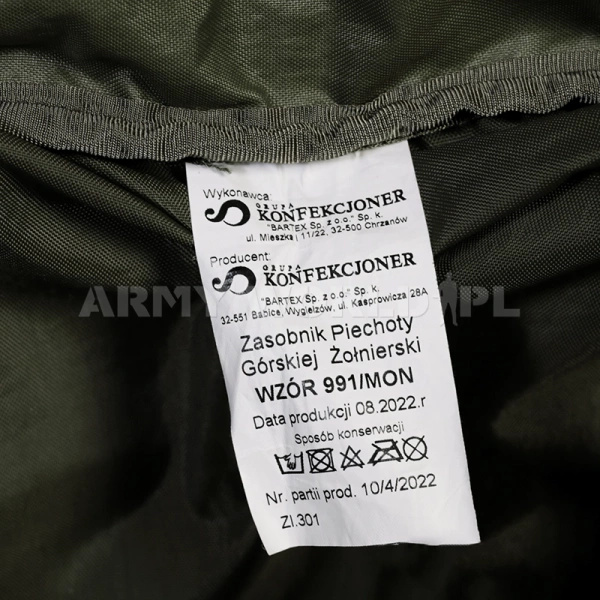 Wykonawca:
GRUPA
KONFEKCJONER
"BARTEX Sp. z o.o." Sp. k.
ul. Mieszka I 11/22, 32-500 Chrzanów
Producent:
GRUPA
KONFEKCJONER
"BARTEX Sp. z o.o." Sp. k.
32-551 Babice, Wygiełzów, ul. Kasprowicza 28A
ARMYWORLD.PL
Zasobnik Piechoty
Górskiej Żołnierski
WZÓR 991/MON
Data produkcji 08.2022.r
Sposób konserwacji
Nr. partii prod. 10/4/2022
ZI.301